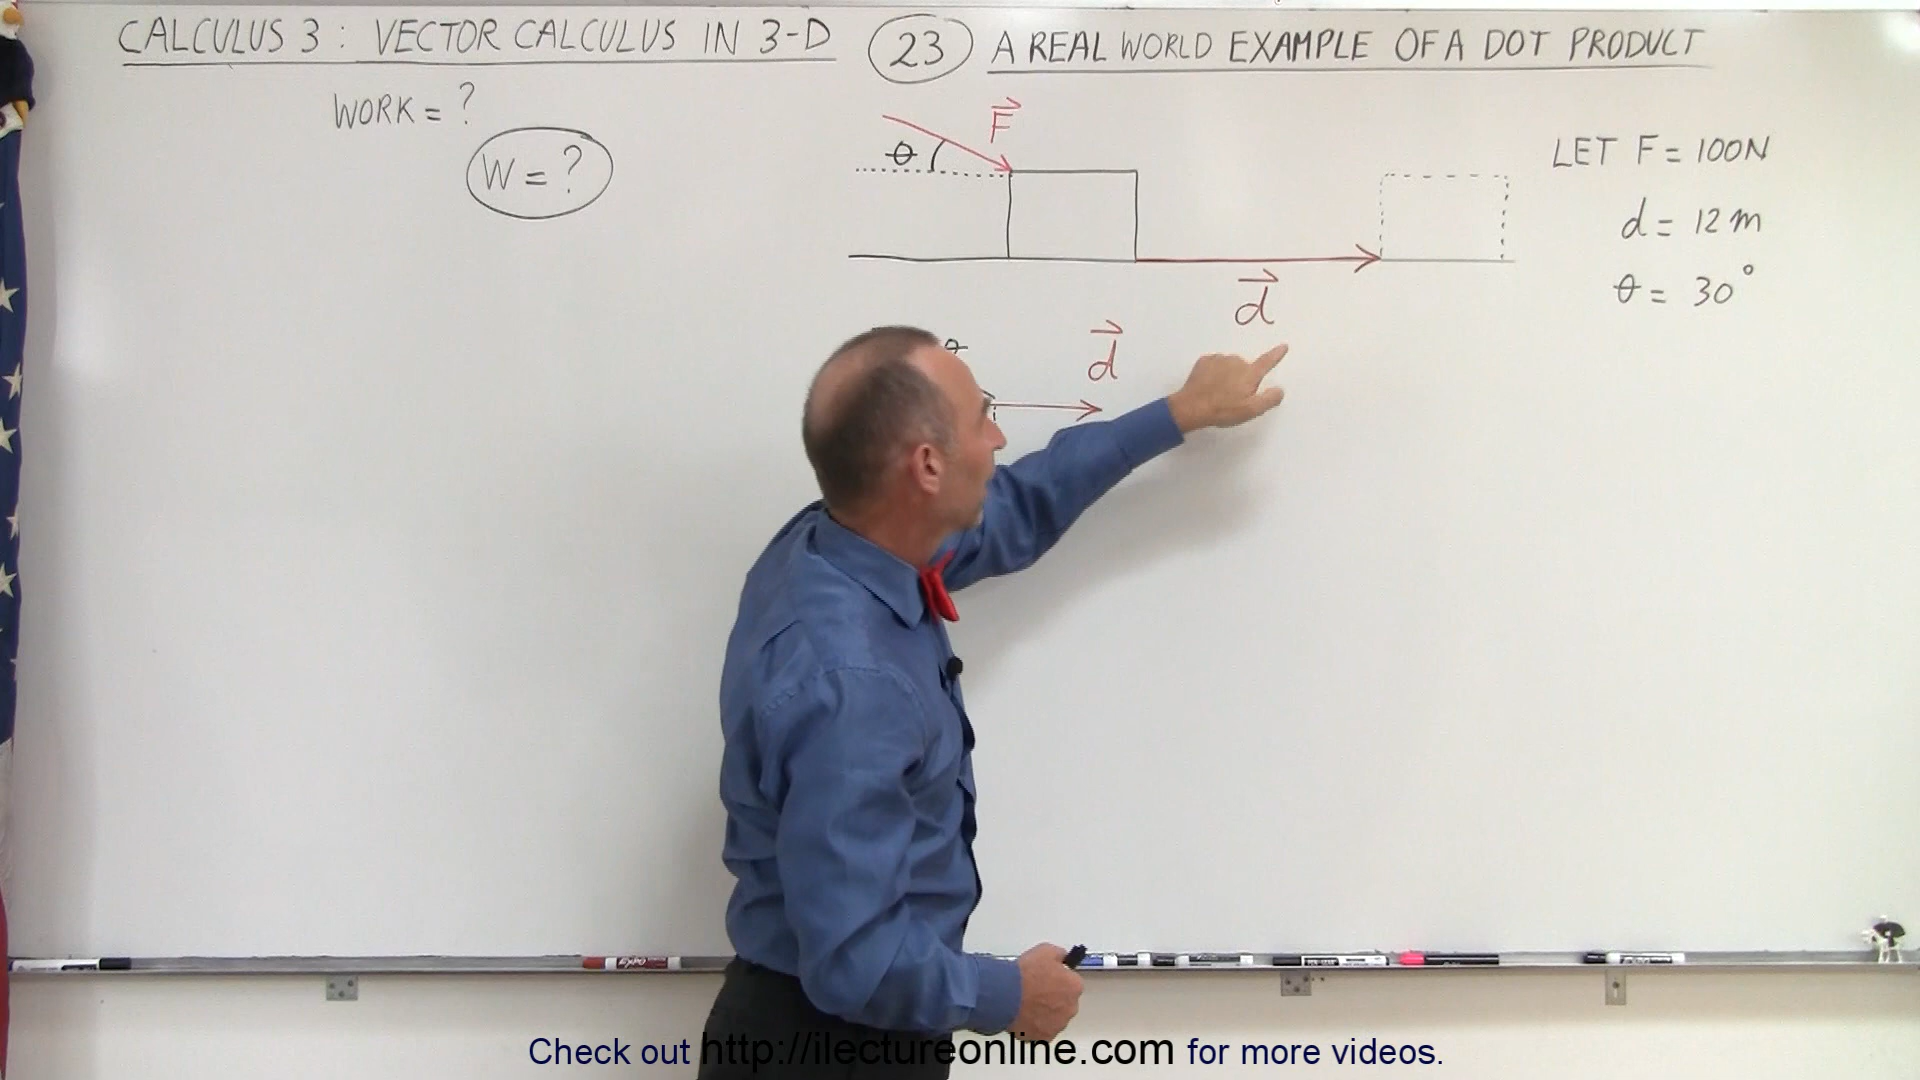 CALCULUS 3 : VECTOR CALCULUS IN 3-D 23 A REAL WORLD EXAMPLE OF A DOT PRODUCT
WORK = ?
W = ?
F
θ
d
LET F = 100N
d = 12 m
θ = 30°
θ
d
Check out http://ilectureonline.com for more videos.